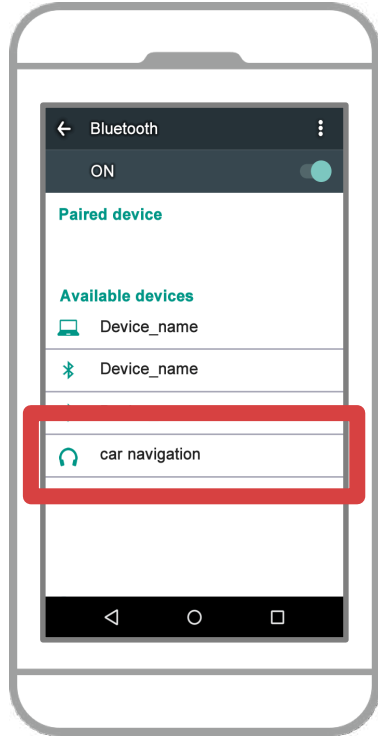 Bluetooth
ON
Paired device
Available devices
Device_name
Device_name
car navigation